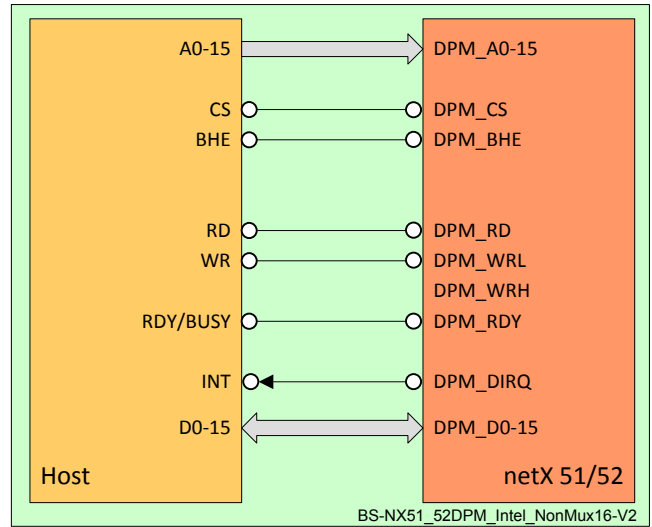 A0-15 DPM_A0-15
CS DPM_CS
BHE DPM_BHE
RD DPM_RD
WR DPM_WRL
DPM_WRH
RDY/BUSY DPM_RDY
INT DPM_DIRQ
D0-15 DPM_D0-15
Host netX 51/52
BS-NX51_52DPM_Intel_NonMux16-V2